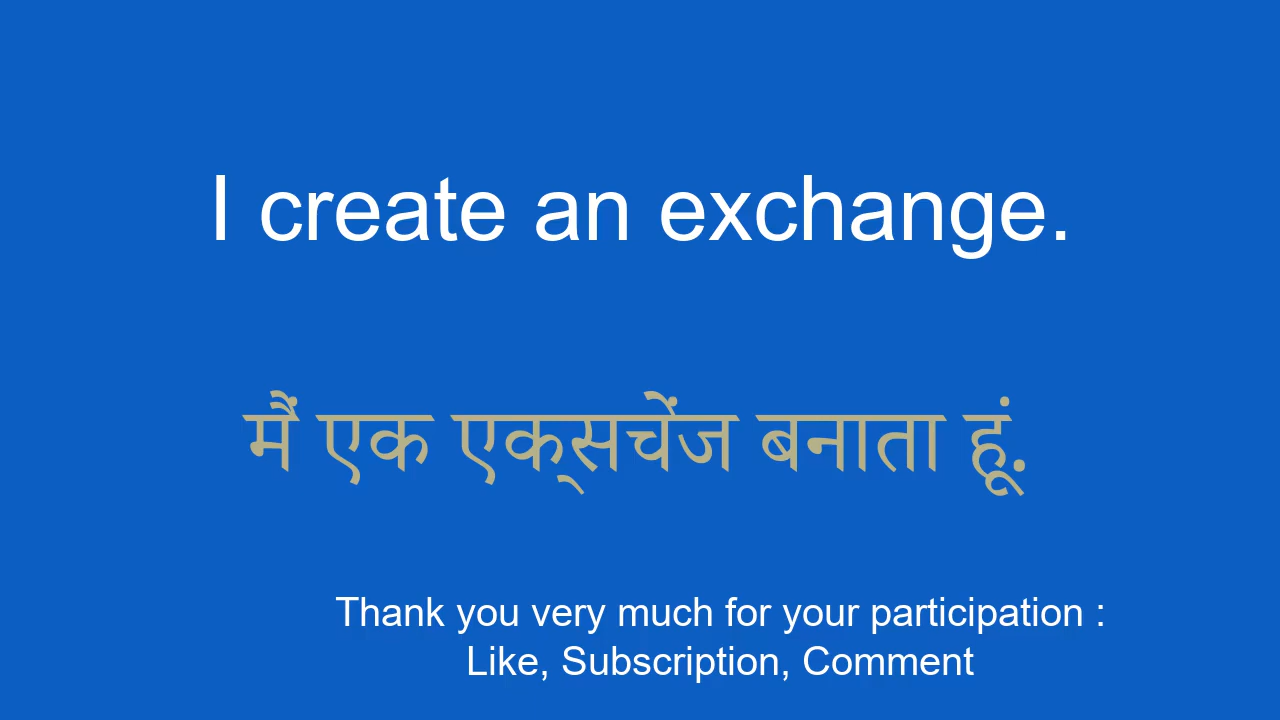 I create an exchange.
मैं एक एक्सचेंज बनाता हूं.
Thank you very much for your participation :
Like, Subscription, Comment